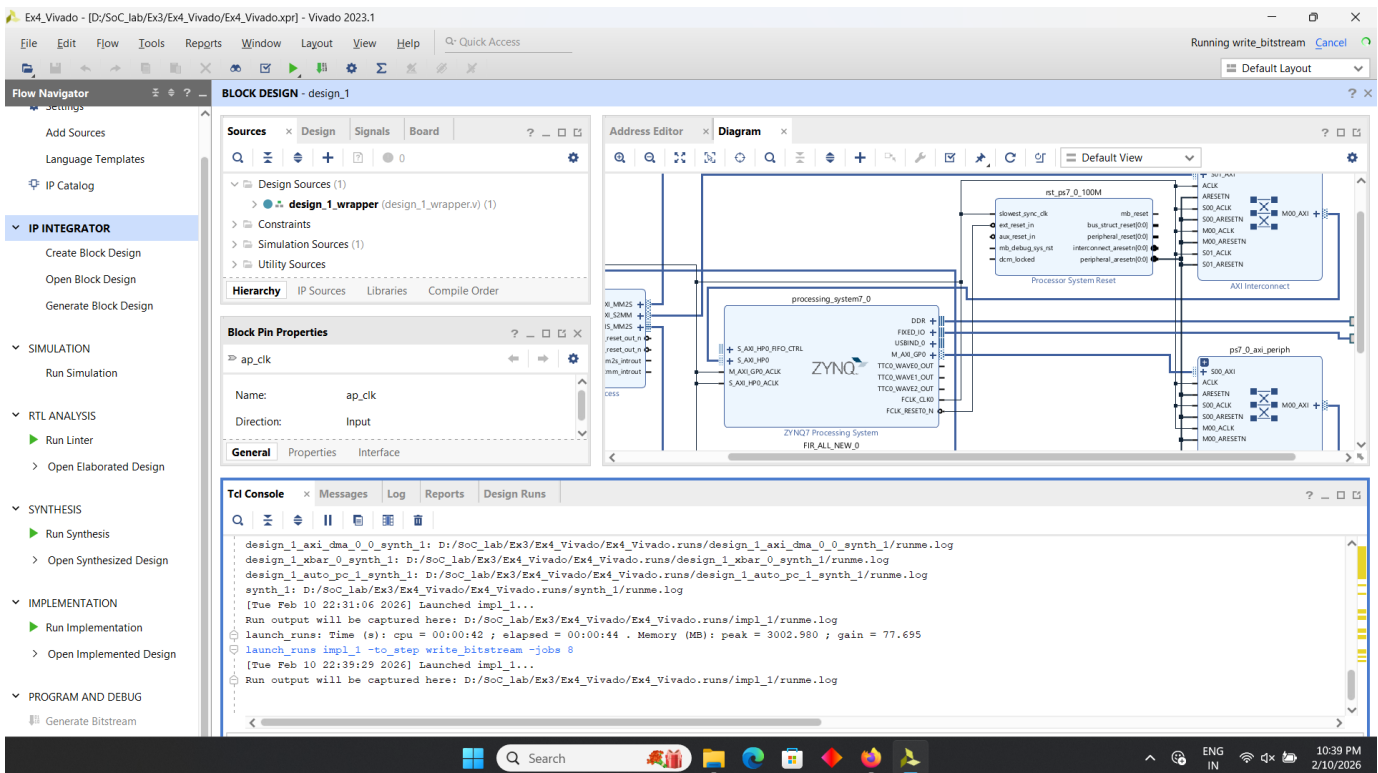 Ex4_Vivado - [D:/SoC_lab/Ex3/Ex4_Vivado/Ex4_Vivado.xpr] - Vivado 2023.1
File Edit Flow Tools Reports Window Layout View Help Q- Quick Access
Running write_bitstream Cancel
Default Layout
Flow Navigator
Settings
Add Sources
Language Templates
IP Catalog
IP INTEGRATOR
Create Block Design
Open Block Design
Generate Block Design
SIMULATION
Run Simulation
RTL ANALYSIS
Run Linter
Open Elaborated Design
SYNTHESIS
Run Synthesis
Open Synthesized Design
IMPLEMENTATION
Run Implementation
Open Implemented Design
PROGRAM AND DEBUG
Generate Bitstream
BLOCK DESIGN - design_1
Sources Design Signals Board
0
Design Sources (1)
design_1_wrapper (design_1_wrapper.v) (1)
Constraints
Simulation Sources (1)
Utility Sources
Hierarchy IP Sources Libraries Compile Order
Block Pin Properties
ap_clk
Name: ap_clk
Direction: Input
General Properties Interface
Address Editor Diagram
Default View
XI_MM2S
XI_S2MM
IS_MM2S
reset_out_n
reset_out_n
m2s_introut
mm_introut
cess
processing_system7_0
S_AXI_HP0_FIFO_CTRL
S_AXI_HP0
M_AXI_GP0_ACLK
S_AXI_HP0_ACLK
ZYNQ
DDR
FIXED_IO
USBIND_0
M_AXI_GP0
TTC0_WAVE0_OUT
TTC0_WAVE1_OUT
TTC0_WAVE2_OUT
FCLK_CLK0
FCLK_RESET0_N
ZYNQ7 Processing System
FIR_ALL_NEW_0
rst_ps7_0_100M
slowest_sync_clk
ext_reset_in
aux_reset_in
mb_debug_sys_rst
dcm_locked
mb_reset
bus_struct_reset[0:0]
peripheral_reset[0:0]
interconnect_aresetn[0:0]
peripheral_aresetn[0:0]
Processor System Reset
S01_AXI
ACLK
ARESETN
S00_ACLK
S00_ARESETN
M00_ACLK
M00_ARESETN
S01_ACLK
S01_ARESETN
M00_AXI
AXI Interconnect
ps7_0_axi_periph
S00_AXI
ACLK
ARESETN
S00_ACLK
S00_ARESETN
M00_ACLK
M00_ARESETN
M00_AXI
Tcl Console Messages Log Reports Design Runs
design_1_axi_dma_0_0_synth_1: D:/SoC_lab/Ex3/Ex4_Vivado/Ex4_Vivado.runs/design_1_axi_dma_0_0_synth_1/runme.log
design_1_xbar_0_synth_1: D:/SoC_lab/Ex3/Ex4_Vivado/Ex4_Vivado.runs/design_1_xbar_0_synth_1/runme.log
design_1_auto_pc_1_synth_1: D:/SoC_lab/Ex3/Ex4_Vivado/Ex4_Vivado.runs/design_1_auto_pc_1_synth_1/runme.log
synth_1: D:/SoC_lab/Ex3/Ex4_Vivado/Ex4_Vivado.runs/synth_1/runme.log
[Tue Feb 10 22:31:06 2026] Launched impl_1...
Run output will be captured here: D:/SoC_lab/Ex3/Ex4_Vivado/Ex4_Vivado.runs/impl_1/runme.log
launch_runs: Time (s): cpu = 00:00:42 ; elapsed = 00:00:44 . Memory (MB): peak = 3002.980 ; gain = 77.695
launch_runs impl_1 -to_step write_bitstream -jobs 8
[Tue Feb 10 22:39:29 2026] Launched impl_1...
Run output will be captured here: D:/SoC_lab/Ex3/Ex4_Vivado/Ex4_Vivado.runs/impl_1/runme.log
Search
ENG
IN
10:39 PM
2/10/2026